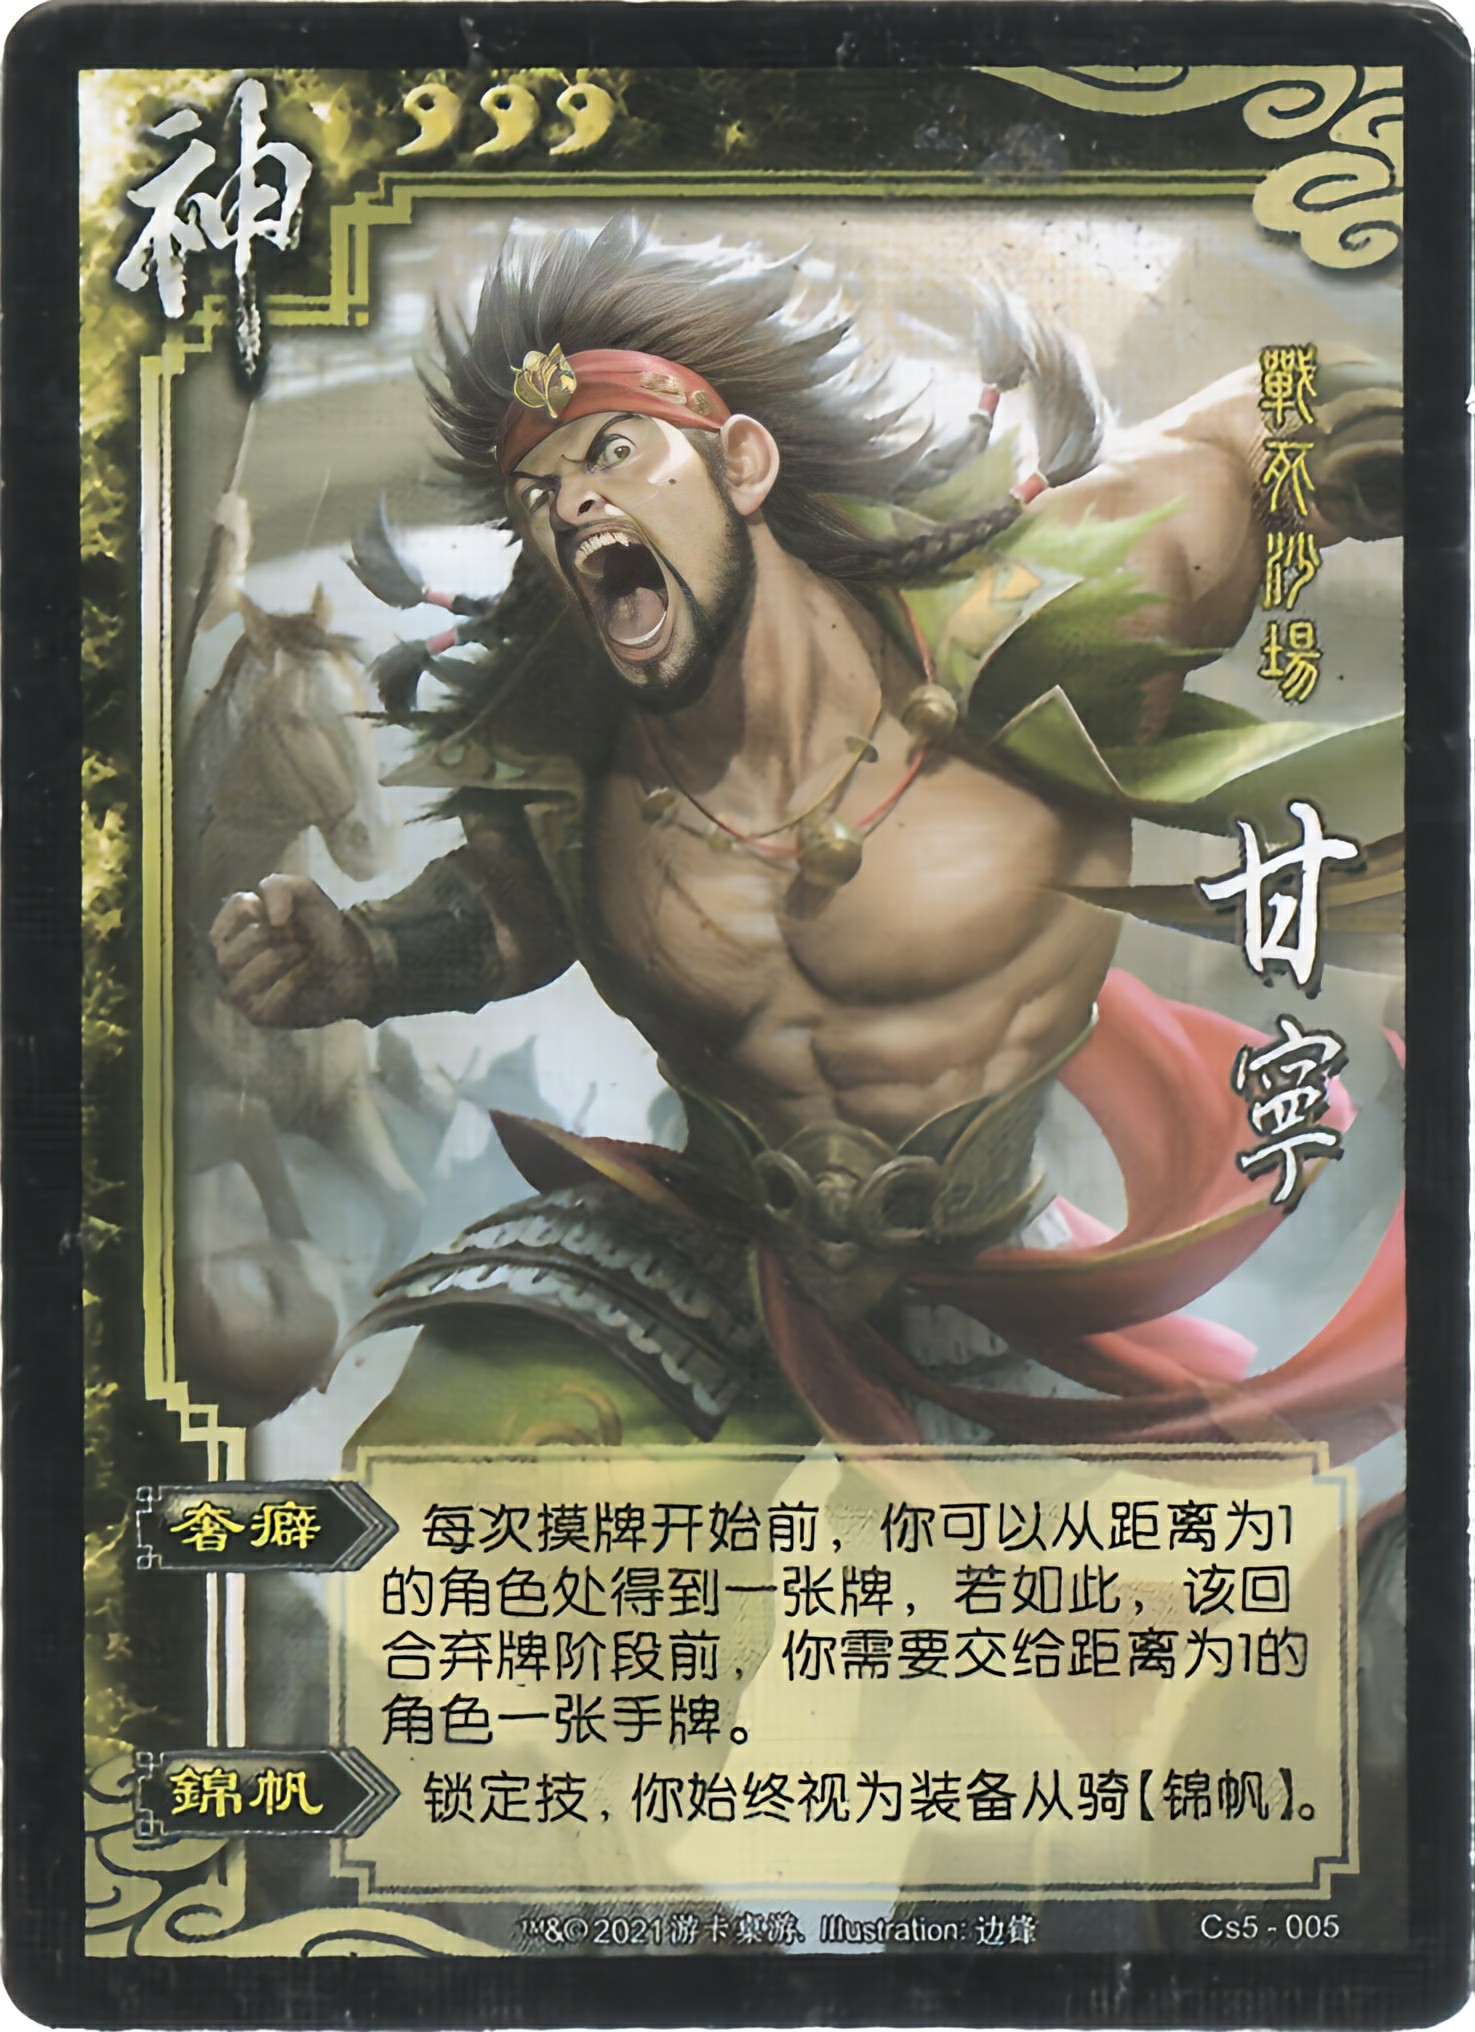 神
戰死沙場
甘寧
奢癖
每次摸牌开始前，你可以从距离为1
的角色处得到一张牌，若如此，该回
合弃牌阶段前，你需要交给距离为1的
角色一张手牌。
錦帆
锁定技，你始终视为装备从骑【锦帆】。
™&©2021游卡桌游. Illustration: 边锋
Cs5-005